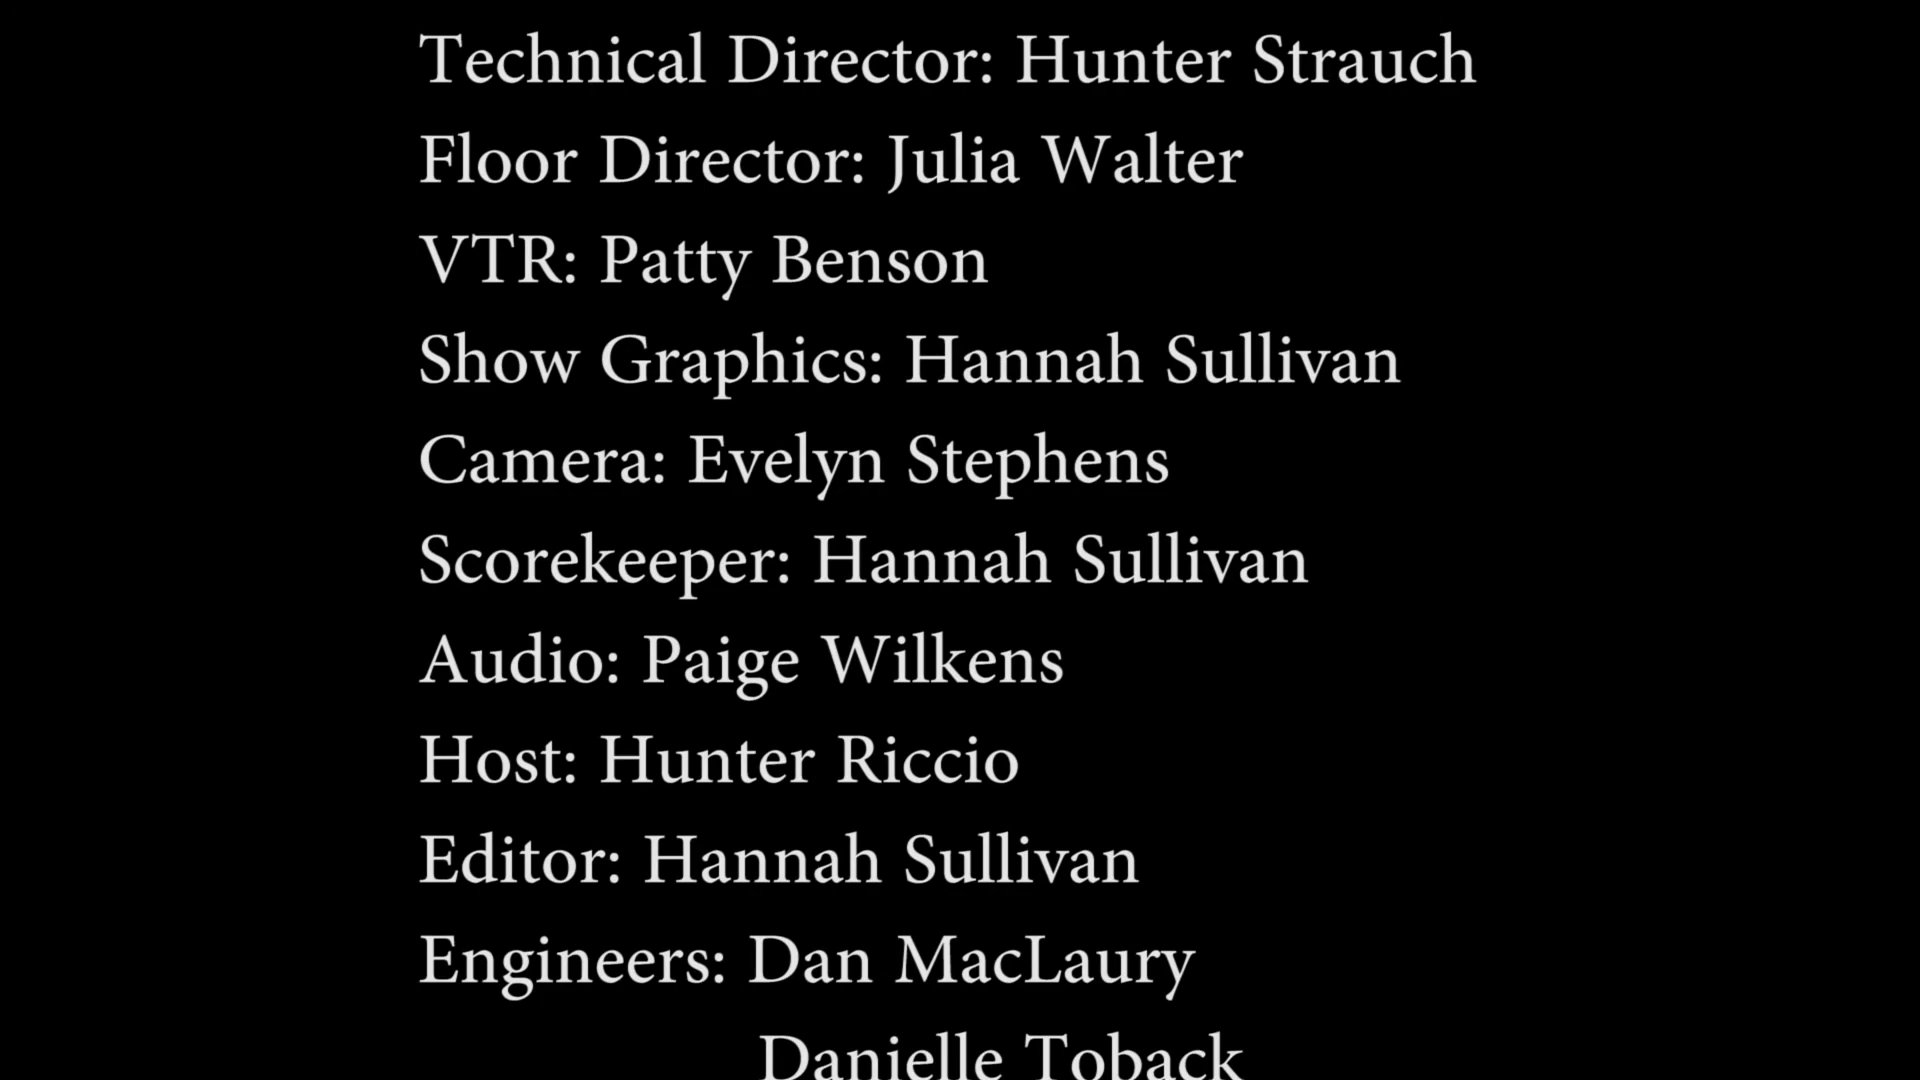 Technical Director: Hunter Strauch
Floor Director: Julia Walter
VTR: Patty Benson
Show Graphics: Hannah Sullivan
Camera: Evelyn Stephens
Scorekeeper: Hannah Sullivan
Audio: Paige Wilkens
Host: Hunter Riccio
Editor: Hannah Sullivan
Engineers: Dan MacLaury
Danielle Toback